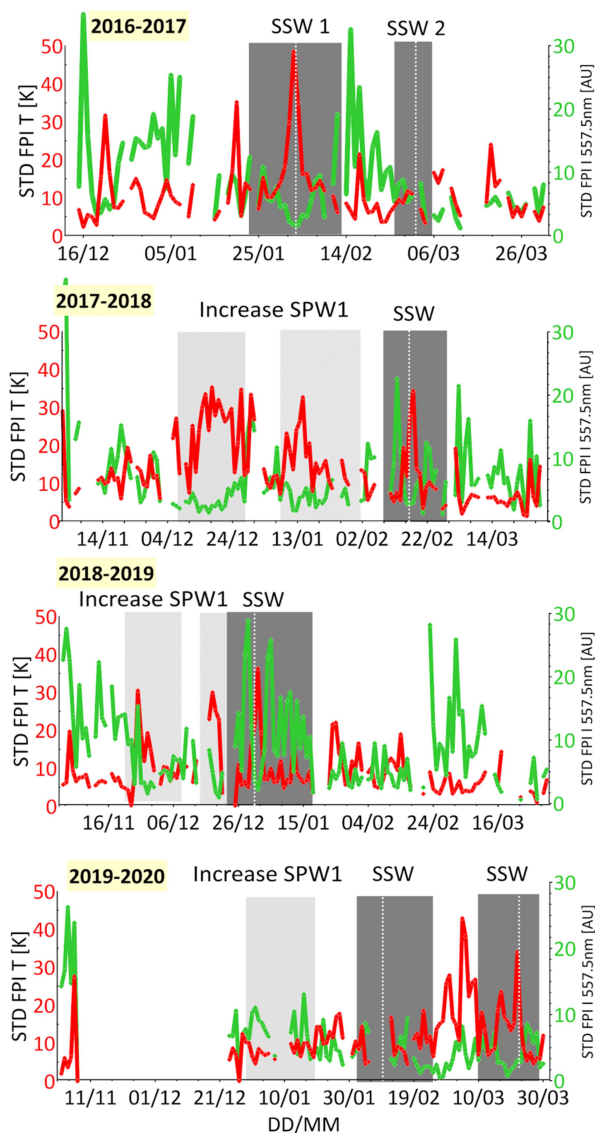 2016-2017 SSW 1 SSW 2
50 40 30 20 10 0
STD FPI T [K]
30 20 10 0
STD FPI I 557.5nm [AU]
16/12 05/01 25/01 14/02 06/03 26/03
2017-2018 Increase SPW1 SSW
50 40 30 20 10 0
STD FPI T [K]
30 20 10 0
STD FPI I 557.5nm [AU]
14/11 04/12 24/12 13/01 02/02 22/02 14/03
2018-2019
Increase SPW1 SSW
50 40 30 20 10 0
STD FPI T [K]
30 20 10 0
STD FPI I 557.5nm [AU]
16/11 06/12 26/12 15/01 04/02 24/02 16/03
2019-2020 Increase SPW1 SSW SSW
50 40 30 20 10 0
STD FPI T [K]
30 20 10 0
STD FPI I 557.5nm [AU]
11/11 01/12 21/12 10/01 30/01 19/02 10/03 30/03
DD/MM